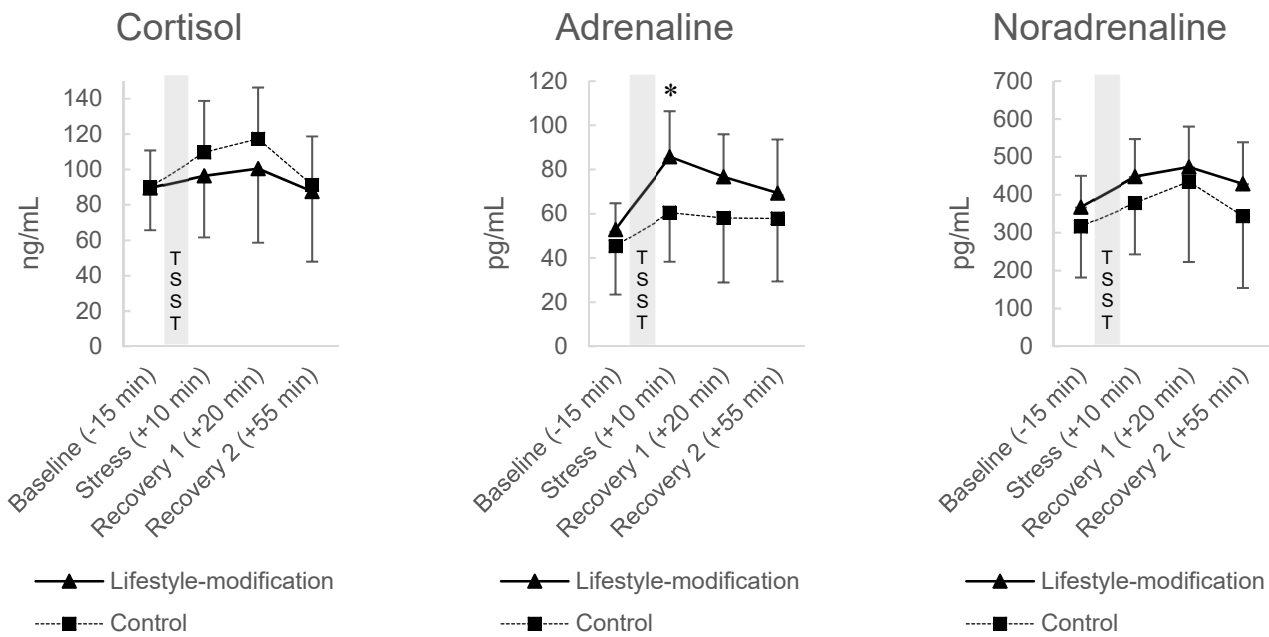 Cortisol
140
120
100
80
60
40
20
0
ng/mL
T
S
S
T
Baseline (-15 min)
Stress (+10 min)
Recovery 1 (+20 min)
Recovery 2 (+55 min)
Lifestyle-modification
Control
Adrenaline
120
100
80
60
40
20
0
pg/mL
*
T
S
S
T
Baseline (-15 min)
Stress (+10 min)
Recovery 1 (+20 min)
Recovery 2 (+55 min)
Lifestyle-modification
Control
Noradrenaline
700
600
500
400
300
200
100
0
pg/mL
T
S
S
T
Baseline (-15 min)
Stress (+10 min)
Recovery 1 (+20 min)
Recovery 2 (+55 min)
Lifestyle-modification
Control